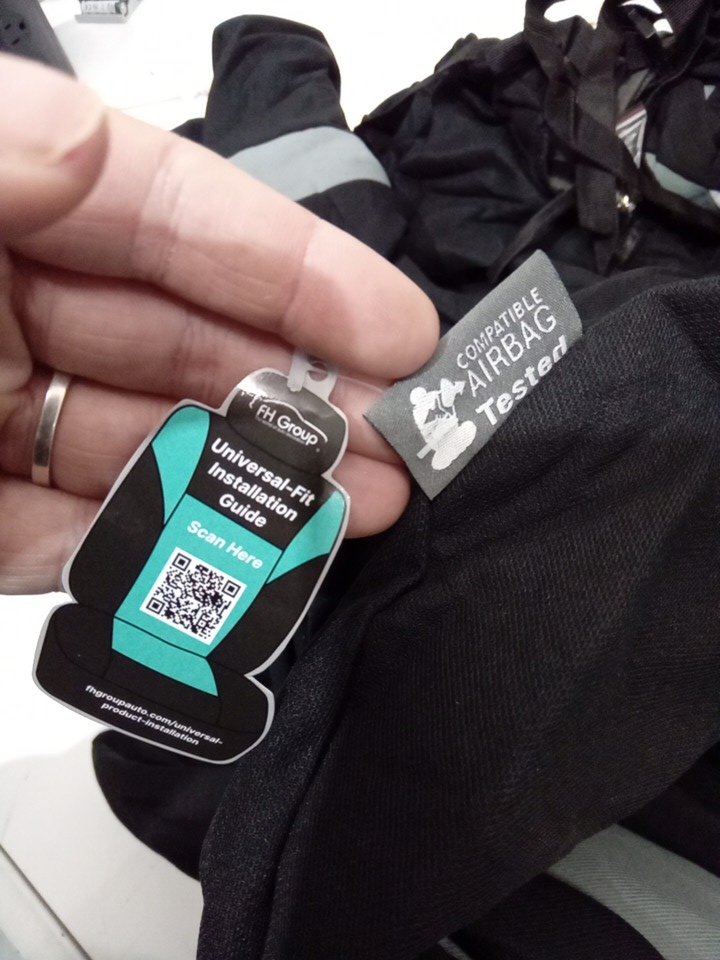 COMPATIBLE
AIRBAG
Tested
FH Group
Universal-Fit
Installation
Guide
Scan Here
fhgroupauto.com/universal-
product-installation